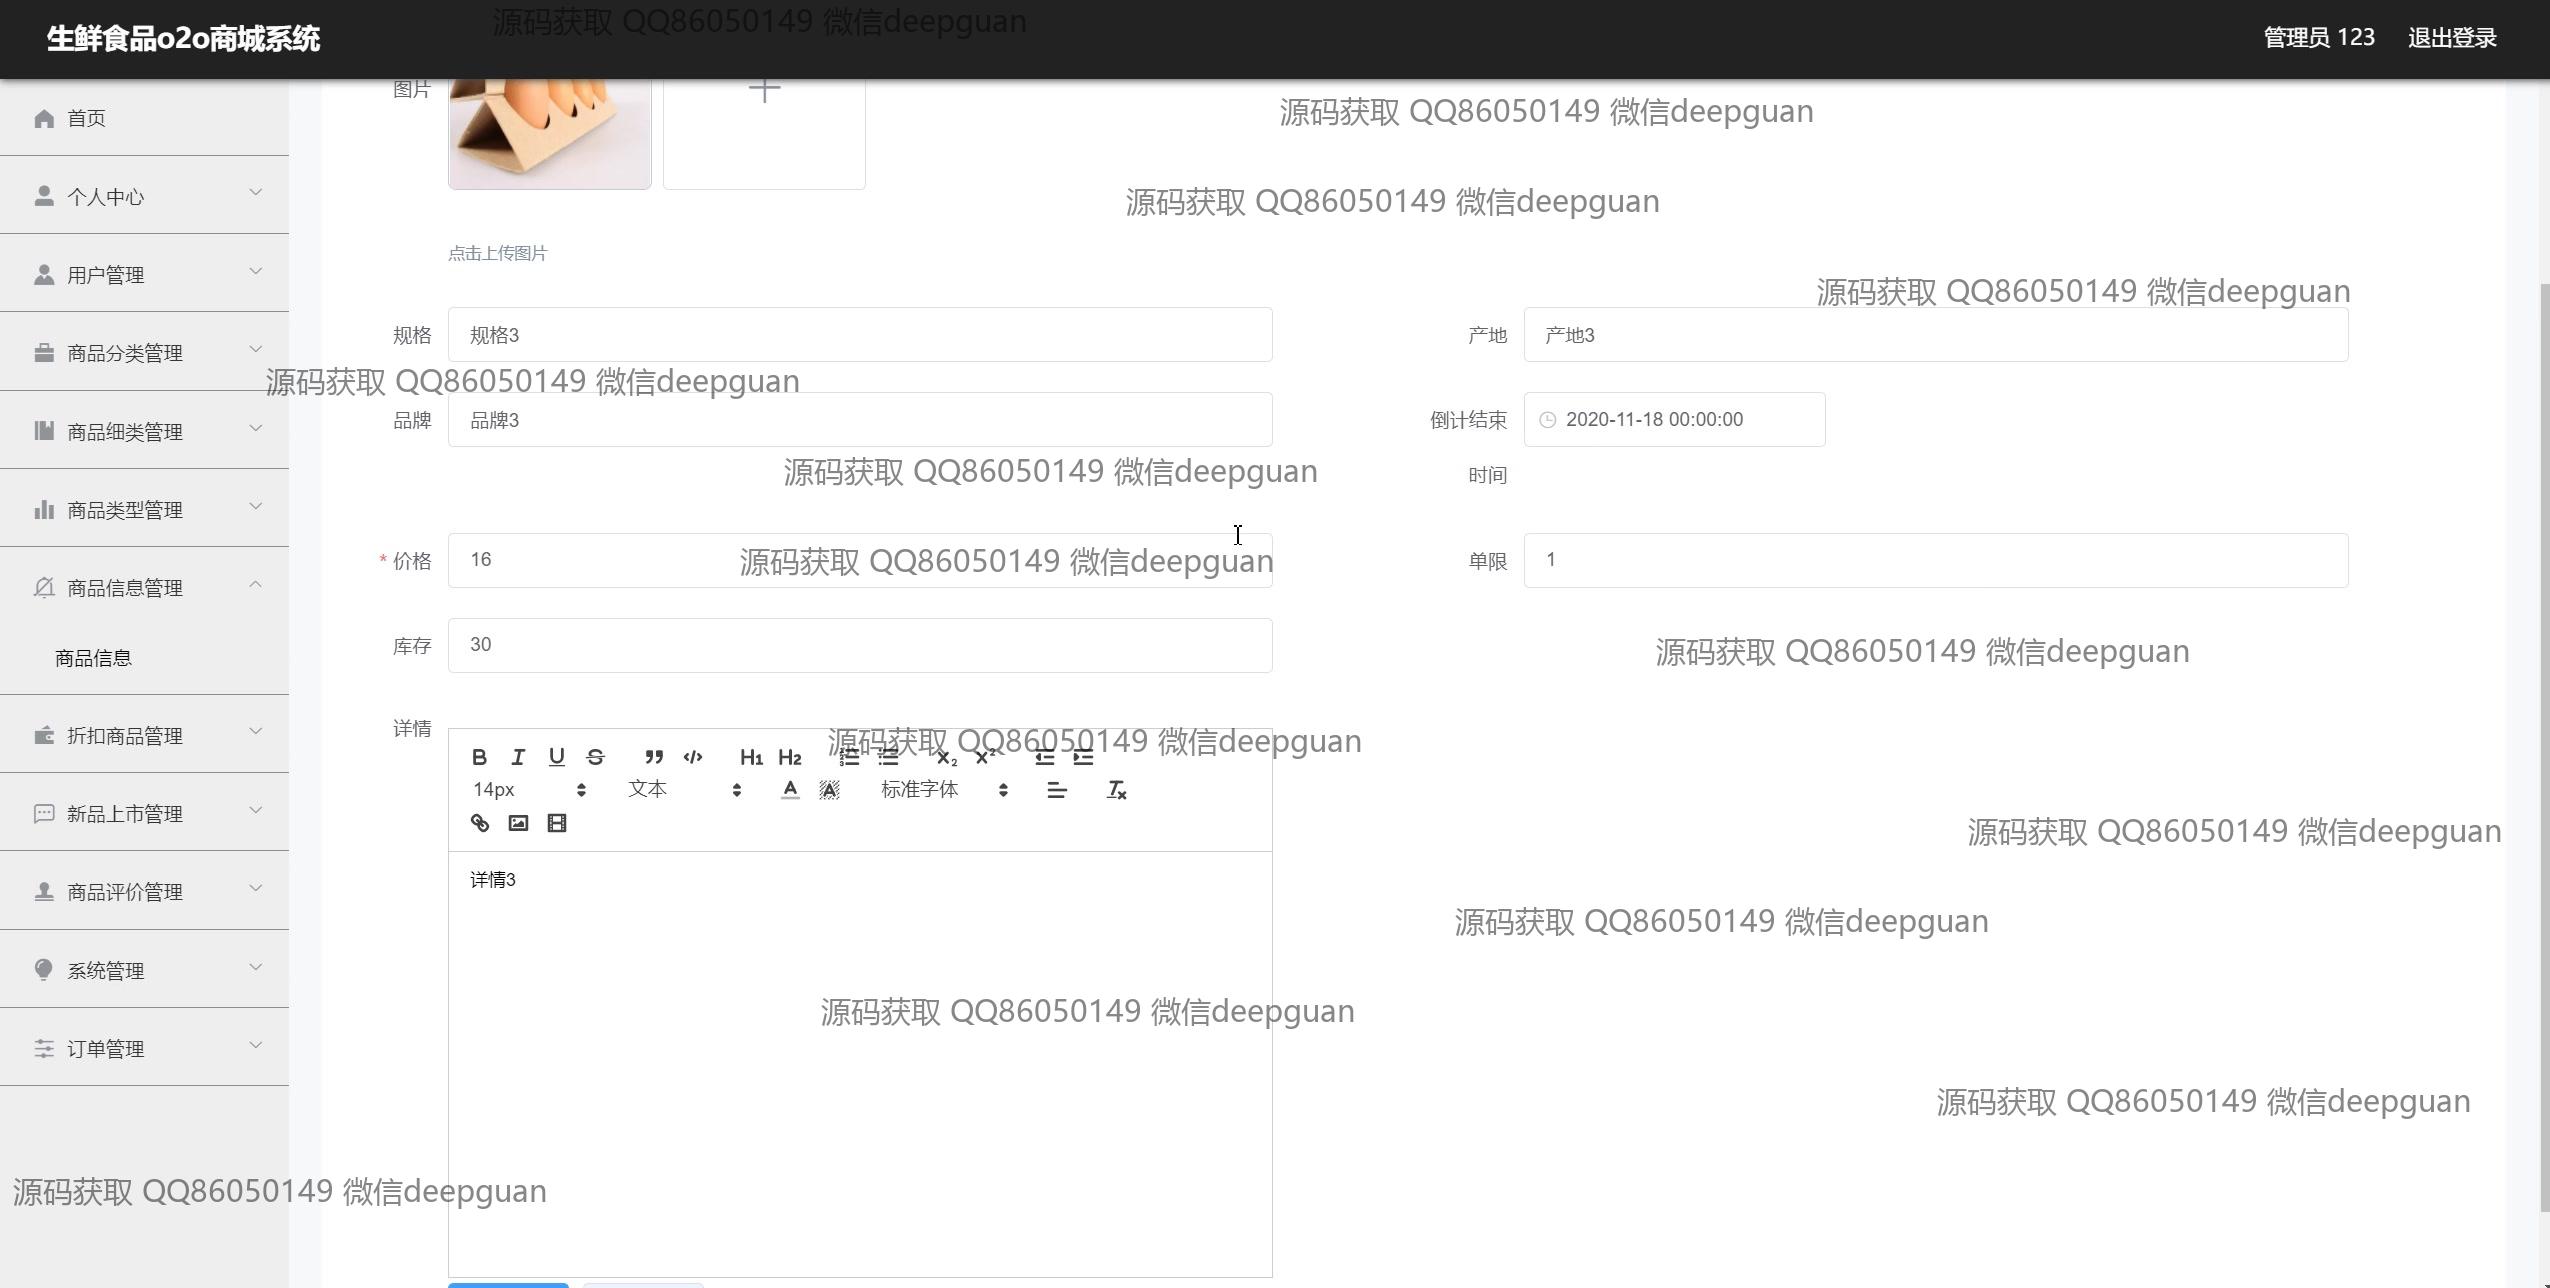 生鲜食品o2o商城系统
源码获取 QQ86050149 微信deepguan
管理员 123
退出登录
首页
个人中心
用户管理
商品分类管理
商品细类管理
商品类型管理
商品信息管理
商品信息
折扣商品管理
新品上市管理
商品评价管理
系统管理
订单管理
图片
源码获取 QQ86050149 微信deepguan
源码获取 QQ86050149 微信deepguan
点击上传图片
源码获取 QQ86050149 微信deepguan
规格
规格3
产地
产地3
源码获取 QQ86050149 微信deepguan
品牌
品牌3
倒计结束
时间
2020-11-18 00:00:00
源码获取 QQ86050149 微信deepguan
* 价格
16
源码获取 QQ86050149 微信deepguan
单限
1
库存
30
源码获取 QQ86050149 微信deepguan
详情
源码获取 QQ86050149 微信deepguan
B I U S H1 H2 X2 X2
14px 文本 A A 标准字体 Tx
源码获取 QQ86050149 微信deepguan
详情3
源码获取 QQ86050149 微信deepguan
源码获取 QQ86050149 微信deepguan
源码获取 QQ86050149 微信deepguan
源码获取 QQ86050149 微信deepguan